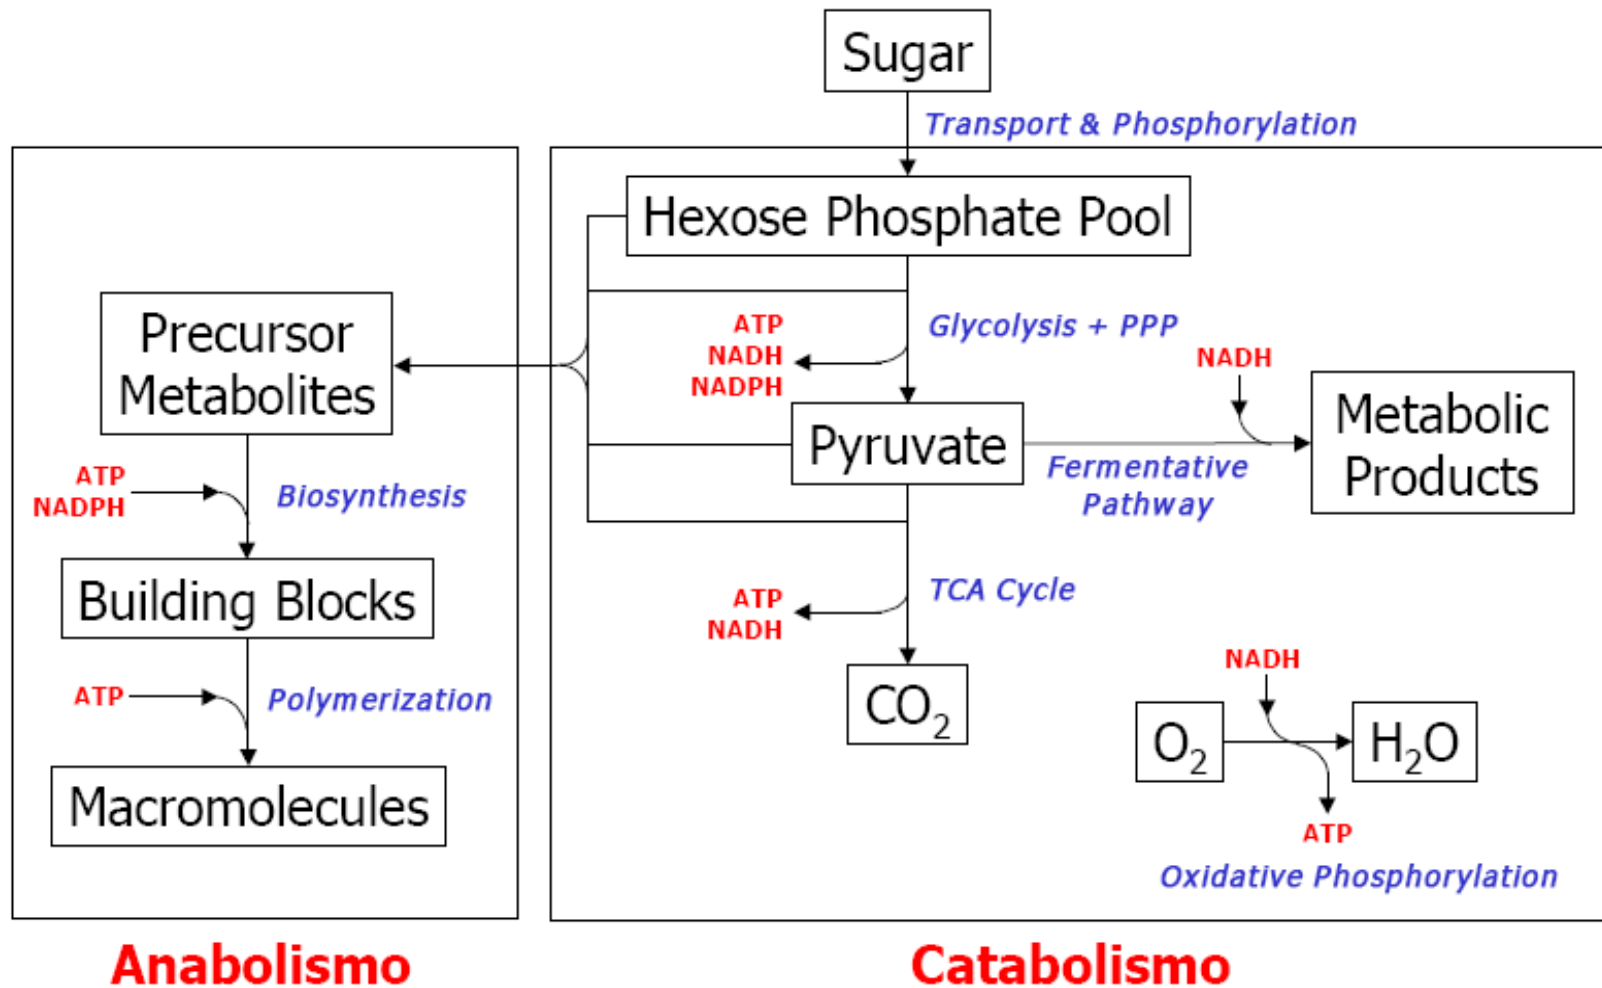 Sugar
Transport & Phosphorylation
Hexose Phosphate Pool
Glycolysis + PPP
ATP
NADH
NADPH
Precursor
Metabolites
Pyruvate
NADH
Fermentative
Pathway
Metabolic
Products
ATP
NADPH
Biosynthesis
Building Blocks
ATP
NADH
TCA Cycle
ATP
Polymerization
CO₂
NADH
O₂
H₂O
ATP
Oxidative Phosphorylation
Macromolecules
Anabolismo
Catabolismo